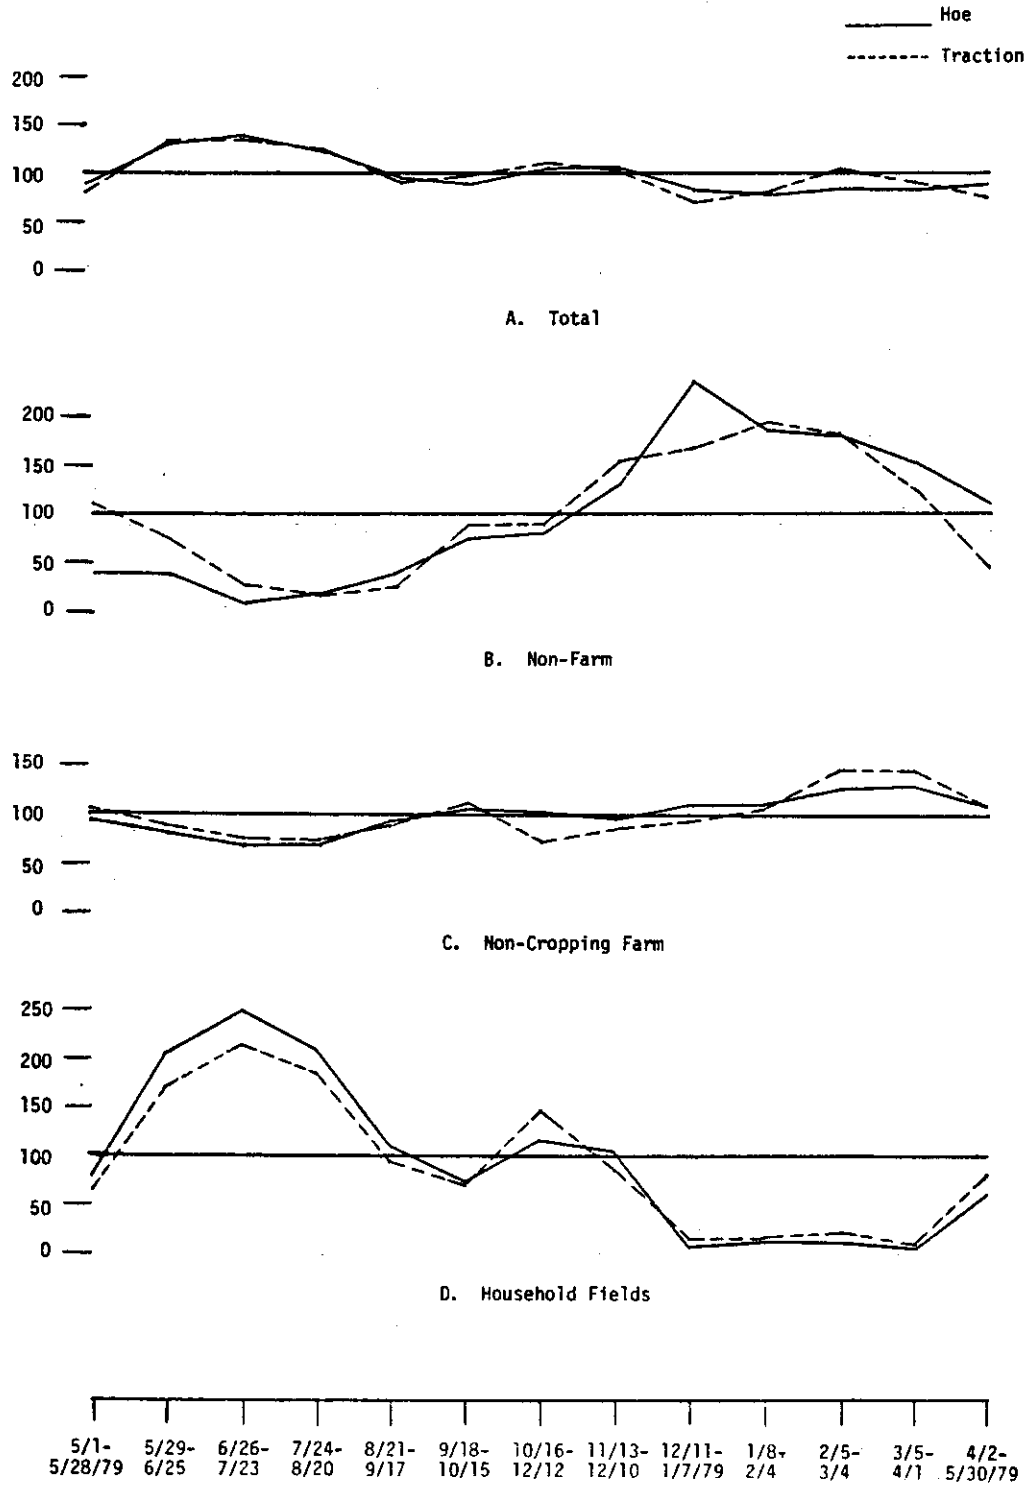 Hoe
Traction
200
150
100
50
0
A. Total
200
150
100
50
0
B. Non-Farm
150
100
50
0
C. Non-Cropping Farm
250
200
150
100
50
0
D. Household Fields
5/1- 5/29- 6/26- 7/24- 8/21- 9/18- 10/16- 11/13- 12/11- 1/8- 2/5- 3/5- 4/2-
5/28/79 6/25 7/23 8/20 9/17 10/15 12/12 12/10 1/7/79 2/4 3/4 4/1 5/30/79